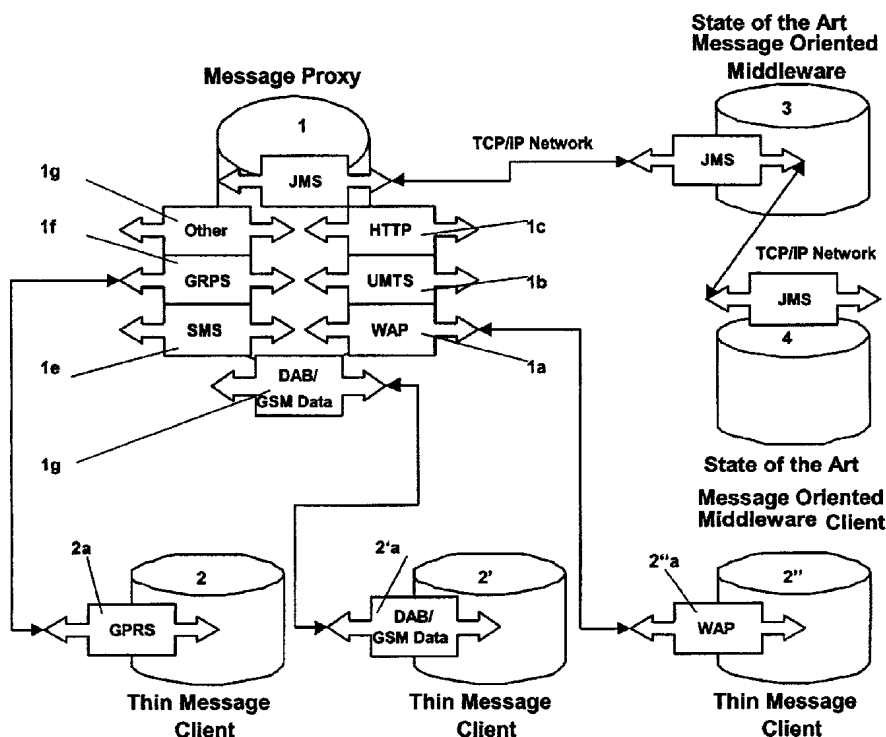 State of the Art
Message Oriented
Middleware
Message Proxy
1
3
TCP/IP Network
JMS
JMS
1g
Other
HTTP
1c
1f
GRPS
UMTS
1b
TCP/IP Network
JMS
SMS
WAP
4
1e
1a
DAB/
GSM Data
1g
State of the Art
Message Oriented
Middleware Client
2a
2
2'a
2'
2"a
2"
GPRS
DAB/
GSM Data
WAP
Thin Message
Client
Thin Message
Client
Thin Message
Client